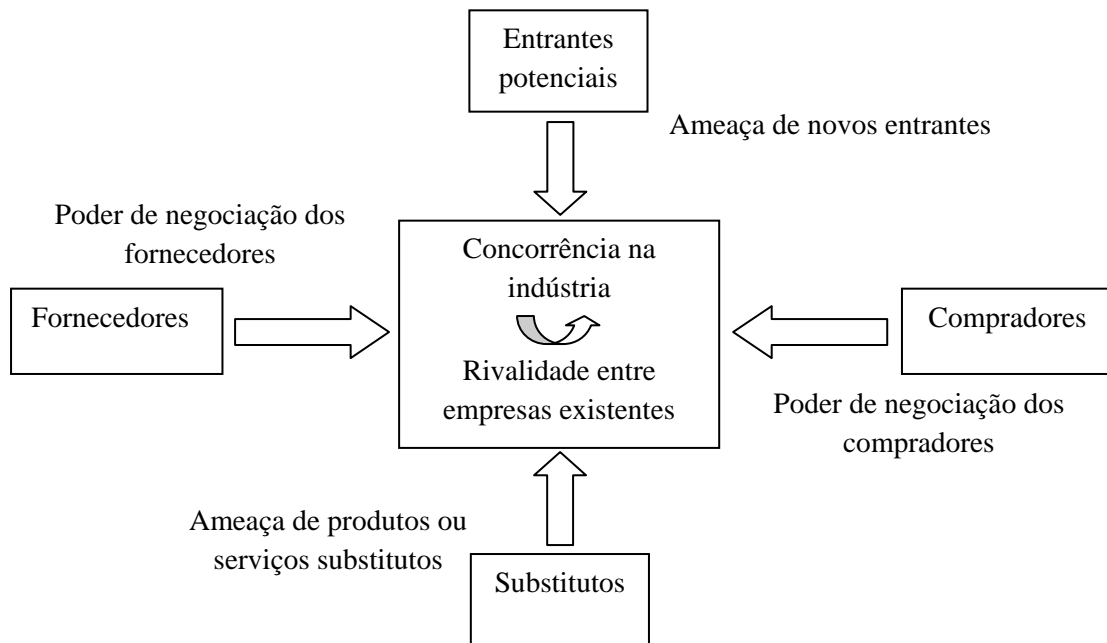 Entrantes
potenciais
Ameaça de novos entrantes
Poder de negociação dos
fornecedores
Fornecedores
Concorrência na
indústria
Rivalidade entre
empresas existentes
Compradores
Poder de negociação dos
compradores
Ameaça de produtos ou
serviços substitutos
Substitutos